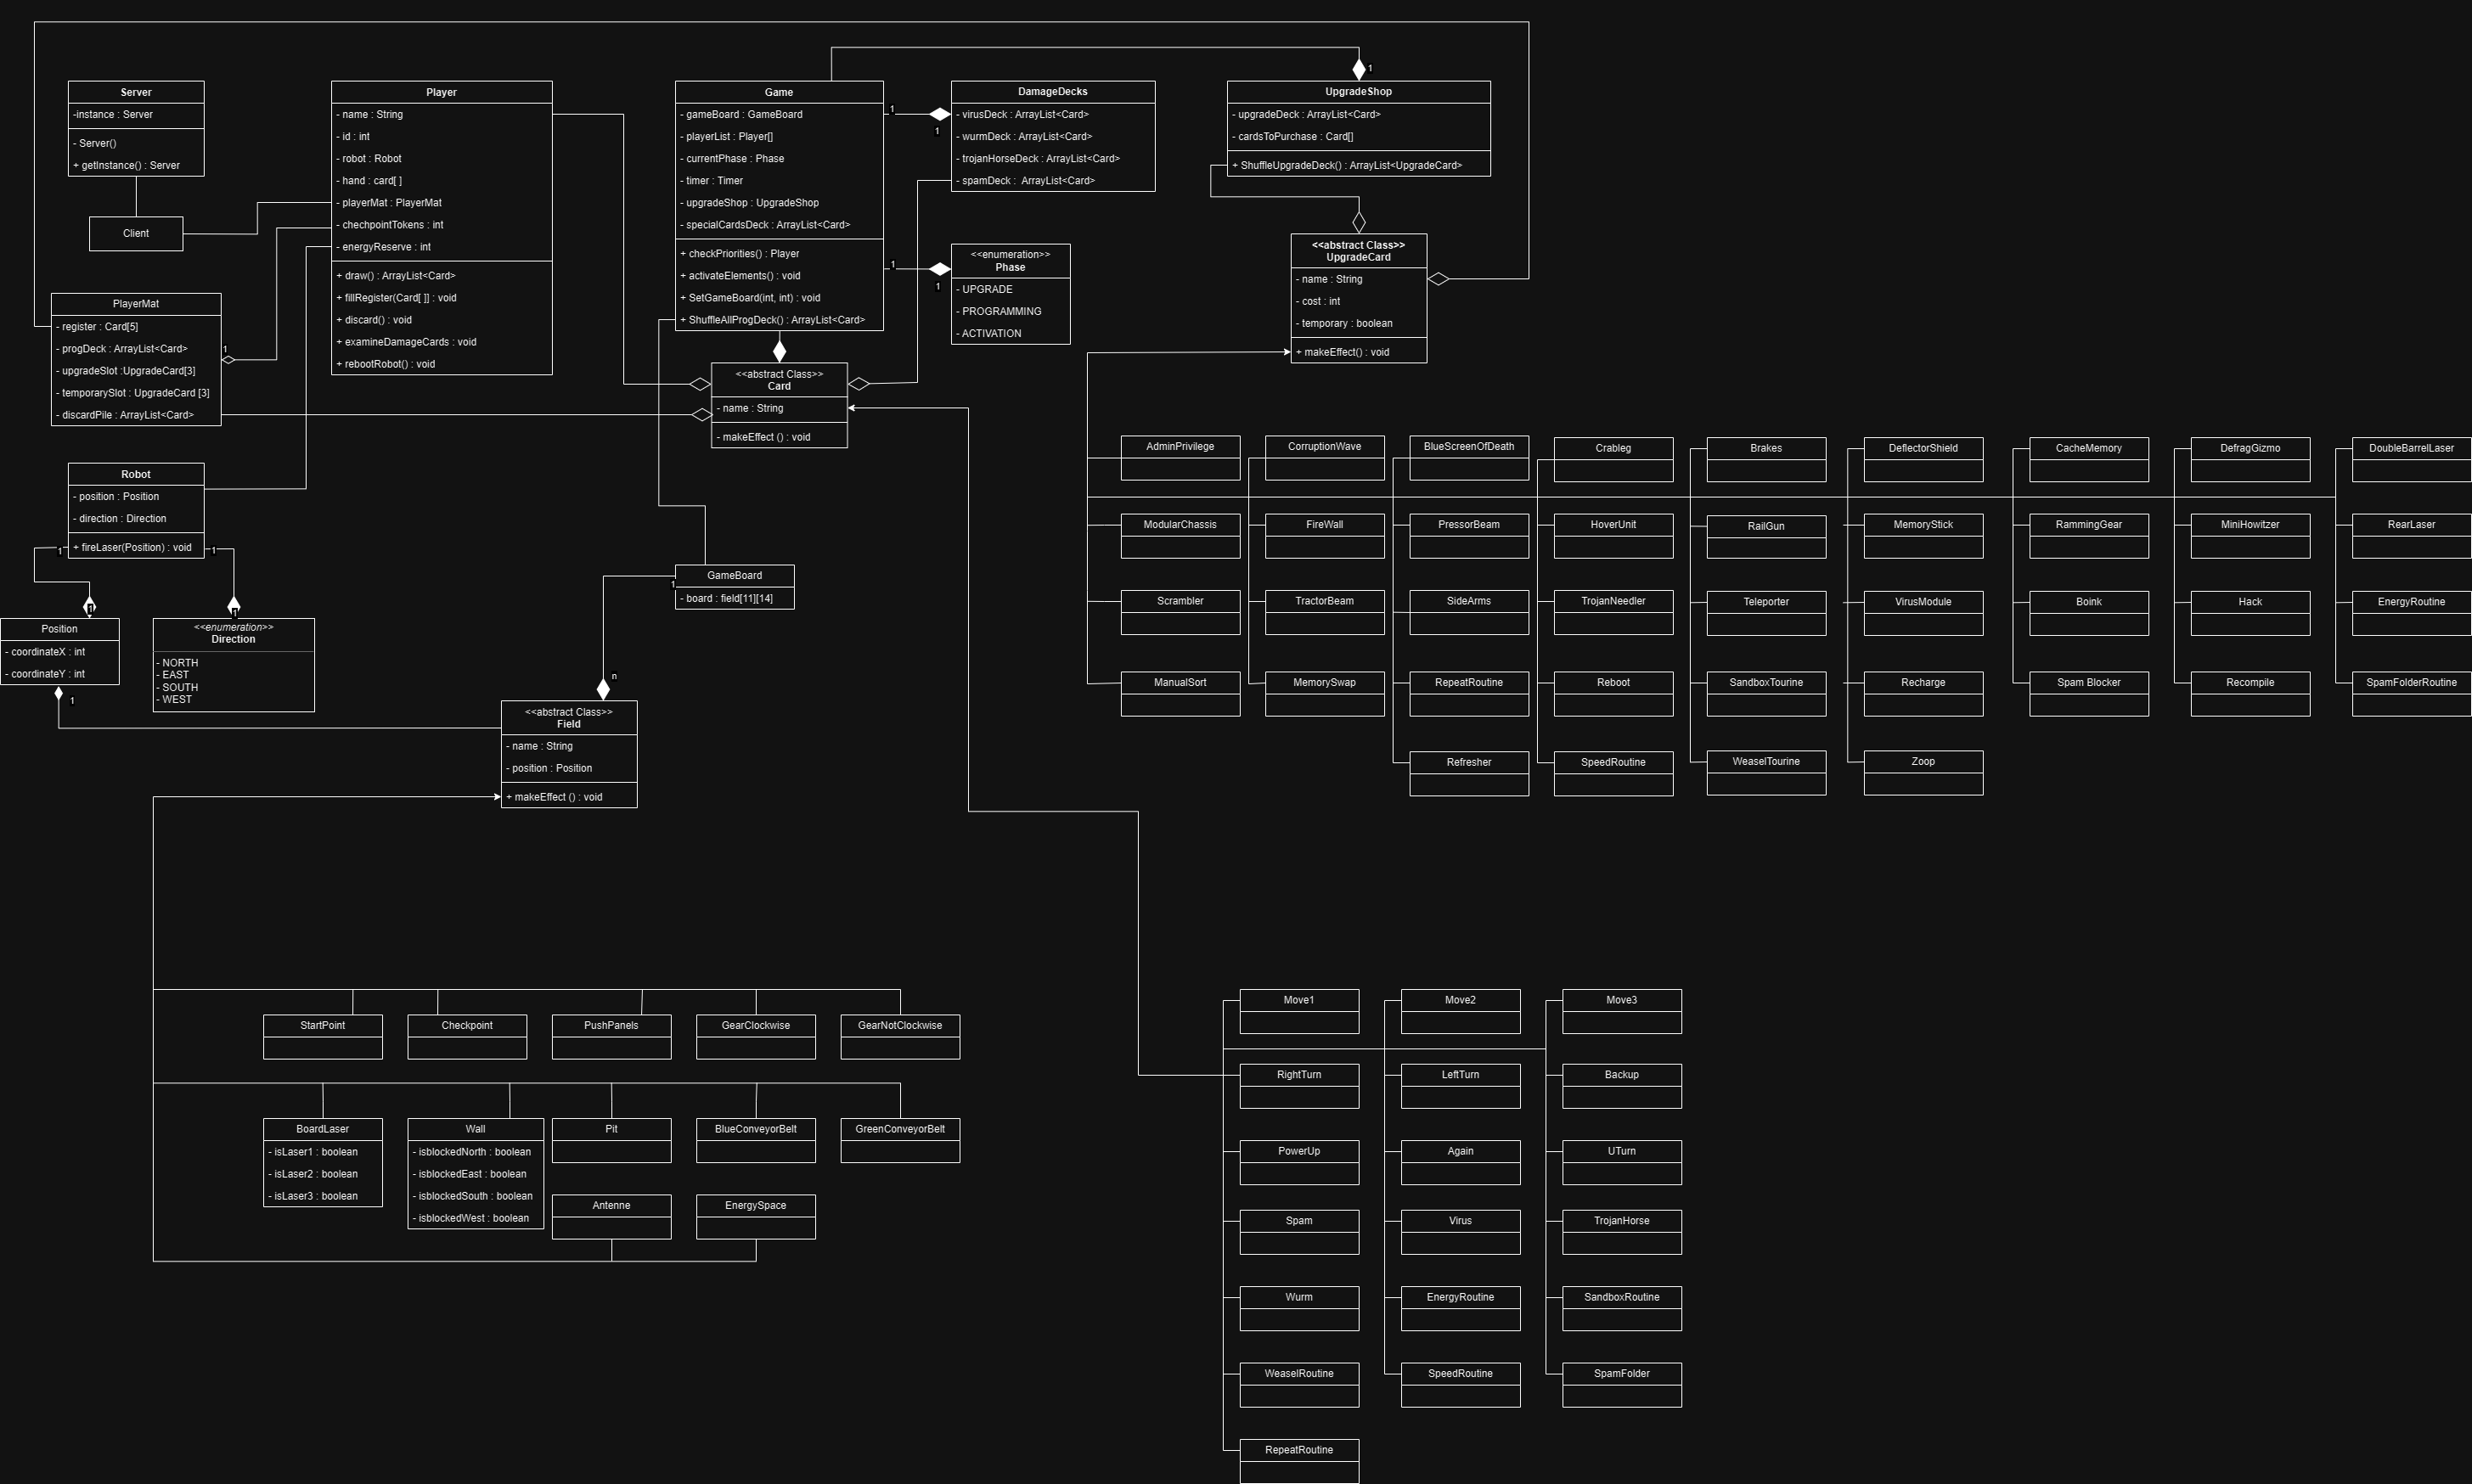 Server
-instance : Server
- Server()
+ getInstance() : Server
Client
Player
- name : String
- id : int
- robot : Robot
- hand : card[ ]
- playerMat : PlayerMat
- chechpointTokens : int
- energyReserve : int
+ draw() : ArrayList<Card>
+ fillRegister(Card[ ]] : void
+ discard() : void
+ examineDamageCards : void
+ rebootRobot() : void
Game
- gameBoard : GameBoard
- playerList : Player[]
- currentPhase : Phase
- timer : Timer
- upgradeShop : UpgradeShop
- specialCardsDeck : ArrayList<Card>
+ checkPriorities() : Player
+ activateElements() : void
+ SetGameBoard(int, int) : void
+ ShuffleAllProgDeck() : ArrayList<Card>
1
1
1
1
DamageDecks
- virusDeck : ArrayList<Card>
- wurmDeck : ArrayList<Card>
- trojanHorseDeck : ArrayList<Card>
- spamDeck :  ArrayList<Card>
<<enumeration>>
Phase
- UPGRADE
- PROGRAMMING
- ACTIVATION
1
UpgradeShop
- upgradeDeck : ArrayList<Card>
- cardsToPurchase : Card[]
+ ShuffleUpgradeDeck() : ArrayList<UpgradeCard>
<<abstract Class>>
UpgradeCard
- name : String
- cost : int
- temporary : boolean
+ makeEffect() : void
PlayerMat
- register : Card[5]
- progDeck : ArrayList<Card>
- upgradeSlot :UpgradeCard[3]
- temporarySlot : UpgradeCard [3]
- discardPile : ArrayList<Card>
1
<<abstract Class>>
Card
- name : String
- makeEffect () : void
Robot
- position : Position
- direction : Direction
+ fireLaser(Position) : void
1
1
1
1
Position
- coordinateX : int
- coordinateY : int
1
<<enumeration>>
Direction
- NORTH
- EAST
- SOUTH
- WEST
GameBoard
- board : field[11][14]
1
n
<<abstract Class>>
Field
- name : String
- position : Position
+ makeEffect () : void
AdminPrivilege
CorruptionWave
BlueScreenOfDeath
Crableg
Brakes
DeflectorShield
CacheMemory
DefragGizmo
DoubleBarrelLaser
ModularChassis
FireWall
PressorBeam
HoverUnit
RailGun
MemoryStick
RammingGear
MiniHowitzer
RearLaser
Scrambler
TractorBeam
SideArms
TrojanNeedler
Teleporter
VirusModule
Boink
Hack
EnergyRoutine
ManualSort
MemorySwap
RepeatRoutine
Reboot
SandboxTourine
Recharge
Spam Blocker
Recompile
SpamFolderRoutine
Refresher
SpeedRoutine
WeaselTourine
Zoop
StartPoint
Checkpoint
PushPanels
GearClockwise
GearNotClockwise
BoardLaser
- isLaser1 : boolean
- isLaser2 : boolean
- isLaser3 : boolean
Wall
- isblockedNorth : boolean
- isblockedEast : boolean
- isblockedSouth : boolean
- isblockedWest : boolean
Pit
BlueConveyorBelt
GreenConveyorBelt
Antenne
EnergySpace
Move1
Move2
Move3
RightTurn
LeftTurn
Backup
PowerUp
Again
UTurn
Spam
Virus
TrojanHorse
Wurm
EnergyRoutine
SandboxRoutine
WeaselRoutine
SpeedRoutine
SpamFolder
RepeatRoutine